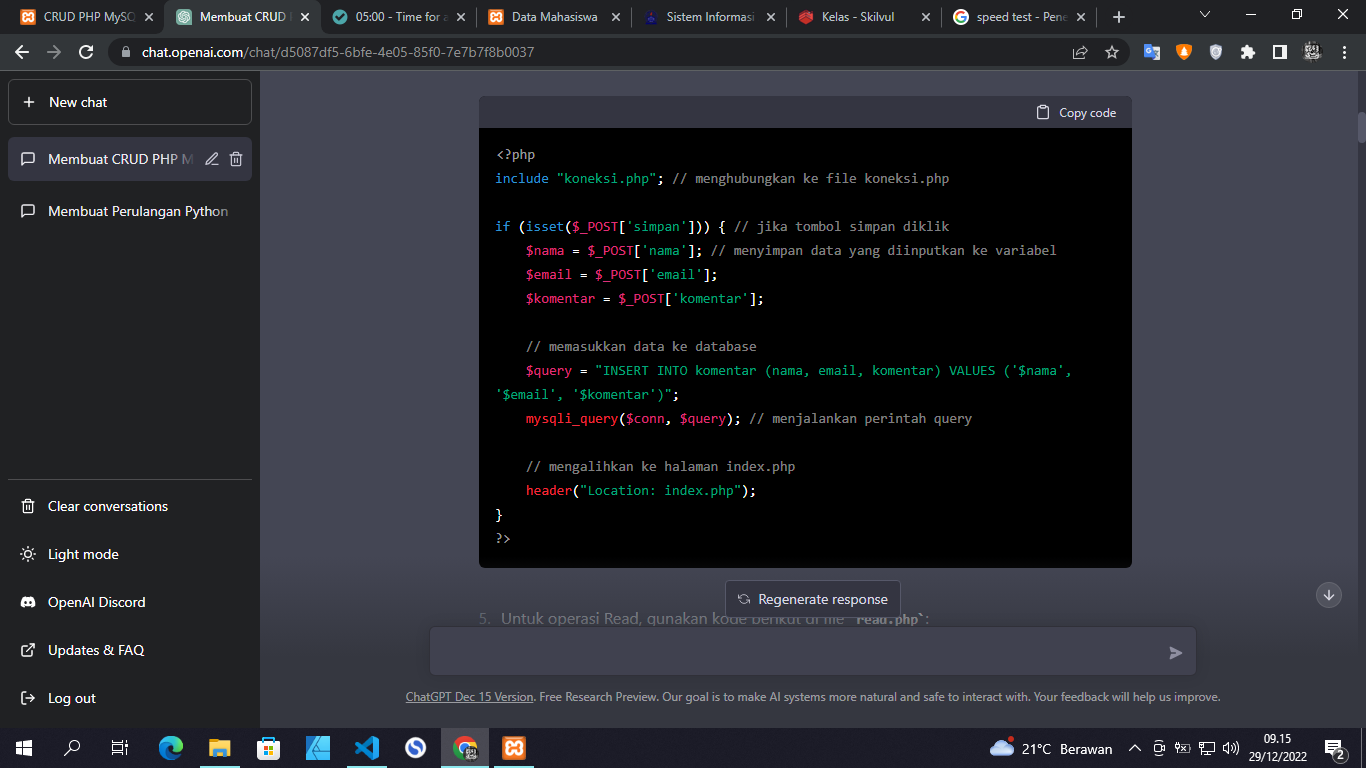 CRUD PHP MySQ
Membuat CRUD
05:00 - Time for a
Data Mahasiswa
Sistem Informasi
Kelas - Skilvul
speed test - Pene
chat.openai.com/chat/d5087df5-6bfe-4e05-85f0-7e7b7f8b0037
New chat
Membuat CRUD PHP M
Membuat Perulangan Python
Clear conversations
Light mode
OpenAI Discord
Updates & FAQ
Log out
Copy code
<?php
include "koneksi.php"; // menghubungkan ke file koneksi.php
if (isset($_POST['simpan'])) { // jika tombol simpan diklik
$nama = $_POST['nama']; // menyimpan data yang diinputkan ke variabel
$email = $_POST['email'];
$komentar = $_POST['komentar'];
// memasukkan data ke database
$query = "INSERT INTO komentar (nama, email, komentar) VALUES ('$nama',
'$email', '$komentar')";
mysqli_query($conn, $query); // menjalankan perintah query
// mengalihkan ke halaman index.php
header("Location: index.php");
}
?>
Regenerate response
5. Untuk operasi Read, gunakan kode berikut di file `read.php`:
ChatGPT Dec 15 Version. Free Research Preview. Our goal is to make AI systems more natural and safe to interact with. Your feedback will help us improve.
21°C Berawan
09.15
29/12/2022
2